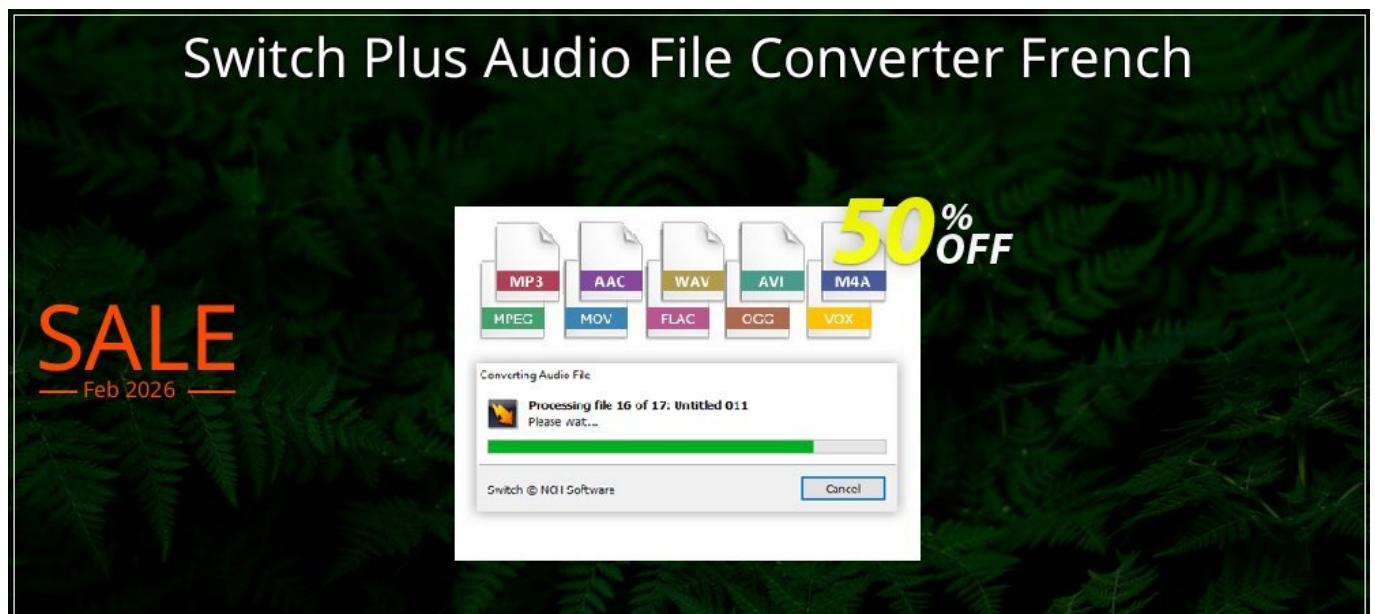 Switch Plus Audio File Converter French
50% OFF
MP3 AAC WAV AVI M4A
MPEG MOV FLAC OGG VOX
SALE
Feb 2026
Converting Audio File
Processing file 16 of 17: Untitled 011
Please wait...
Switch © NCH Software
Cancel